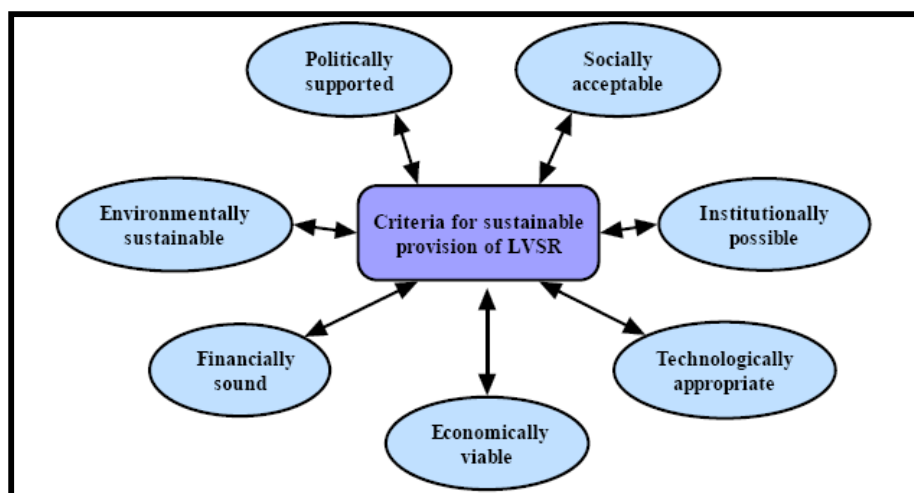 Politically
supported
Socially
acceptable
Environmentally
sustainable
Criteria for sustainable
provision of LVSR
Institutionally
possible
Financially
sound
Technologically
appropriate
Economically
viable